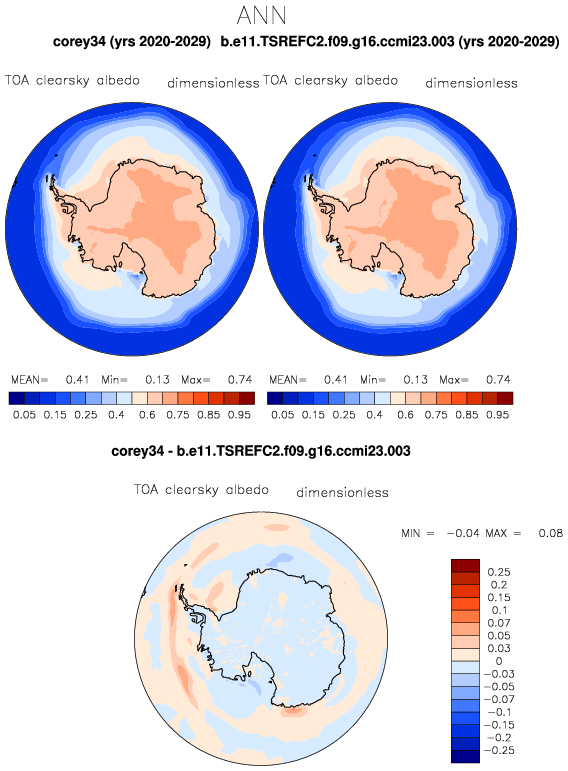 ANN
corey34 (yrs 2020-2029) b.e11.TSREFC2.f09.g16.ccmi23.003 (yrs 2020-2029)
TOA clearsky albedo dimensionless TOA clearsky albedo dimensionless
MEAN= 0.41 Min= 0.13 Max= 0.74 MEAN= 0.41 Min= 0.13 Max= 0.74
0.05 0.15 0.25 0.4 0.6 0.75 0.85 0.95 0.05 0.15 0.25 0.4 0.6 0.75 0.85 0.95
corey34 - b.e11.TSREFC2.f09.g16.ccmi23.003
TOA clearsky albedo dimensionless
MIN = -0.04 MAX = 0.08
0.25
0.2
0.15
0.1
0.07
0.05
0.03
0
-0.03
-0.05
-0.07
-0.1
-0.15
-0.2
-0.25